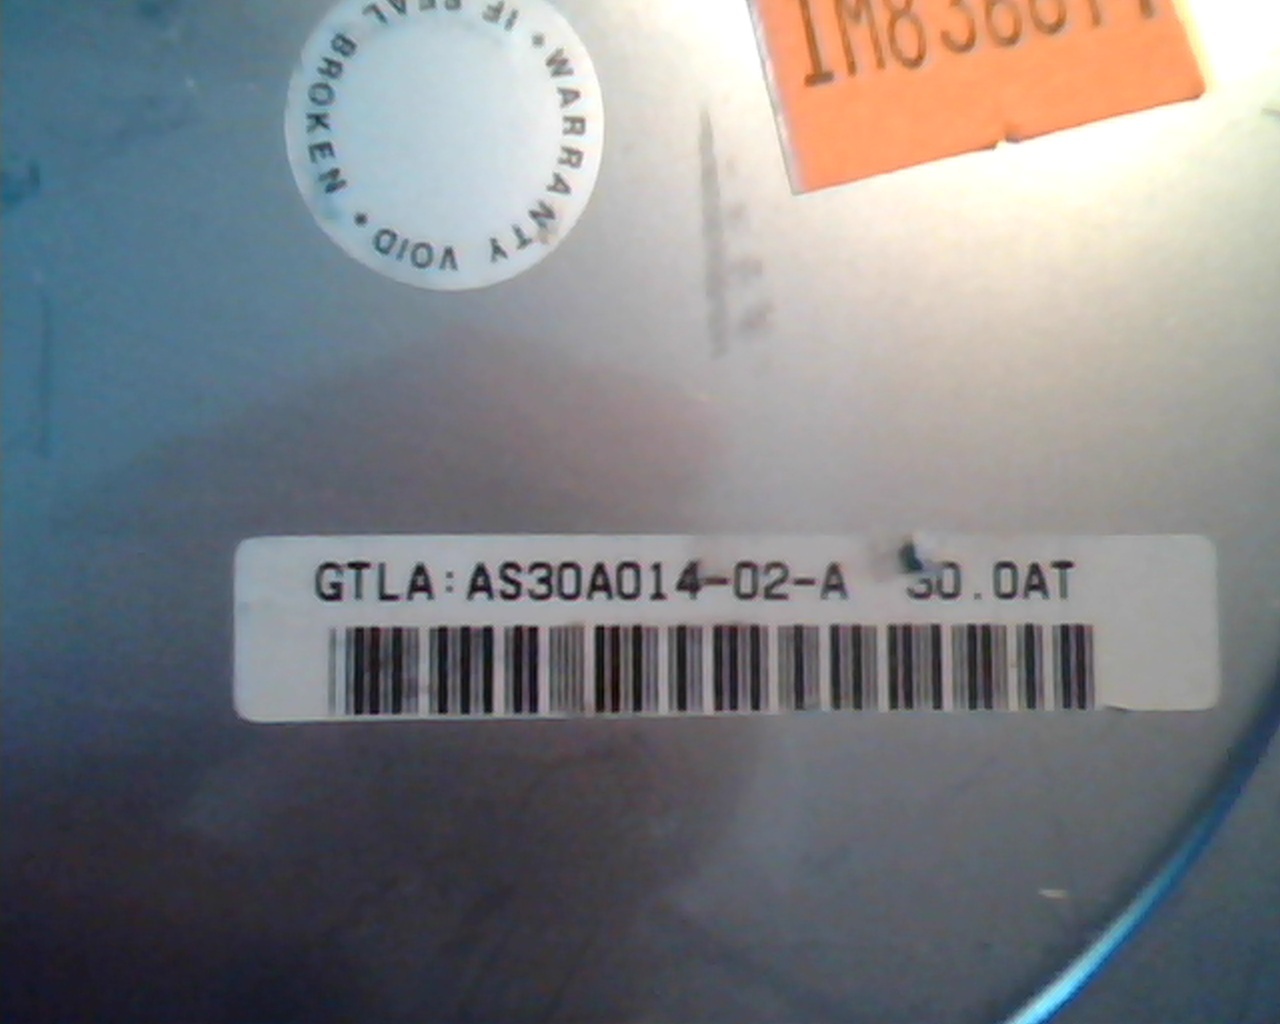 WARRANTY VOID • IF SEAL BROKEN •
GTLA:AS30A014-02-A 30.0AT